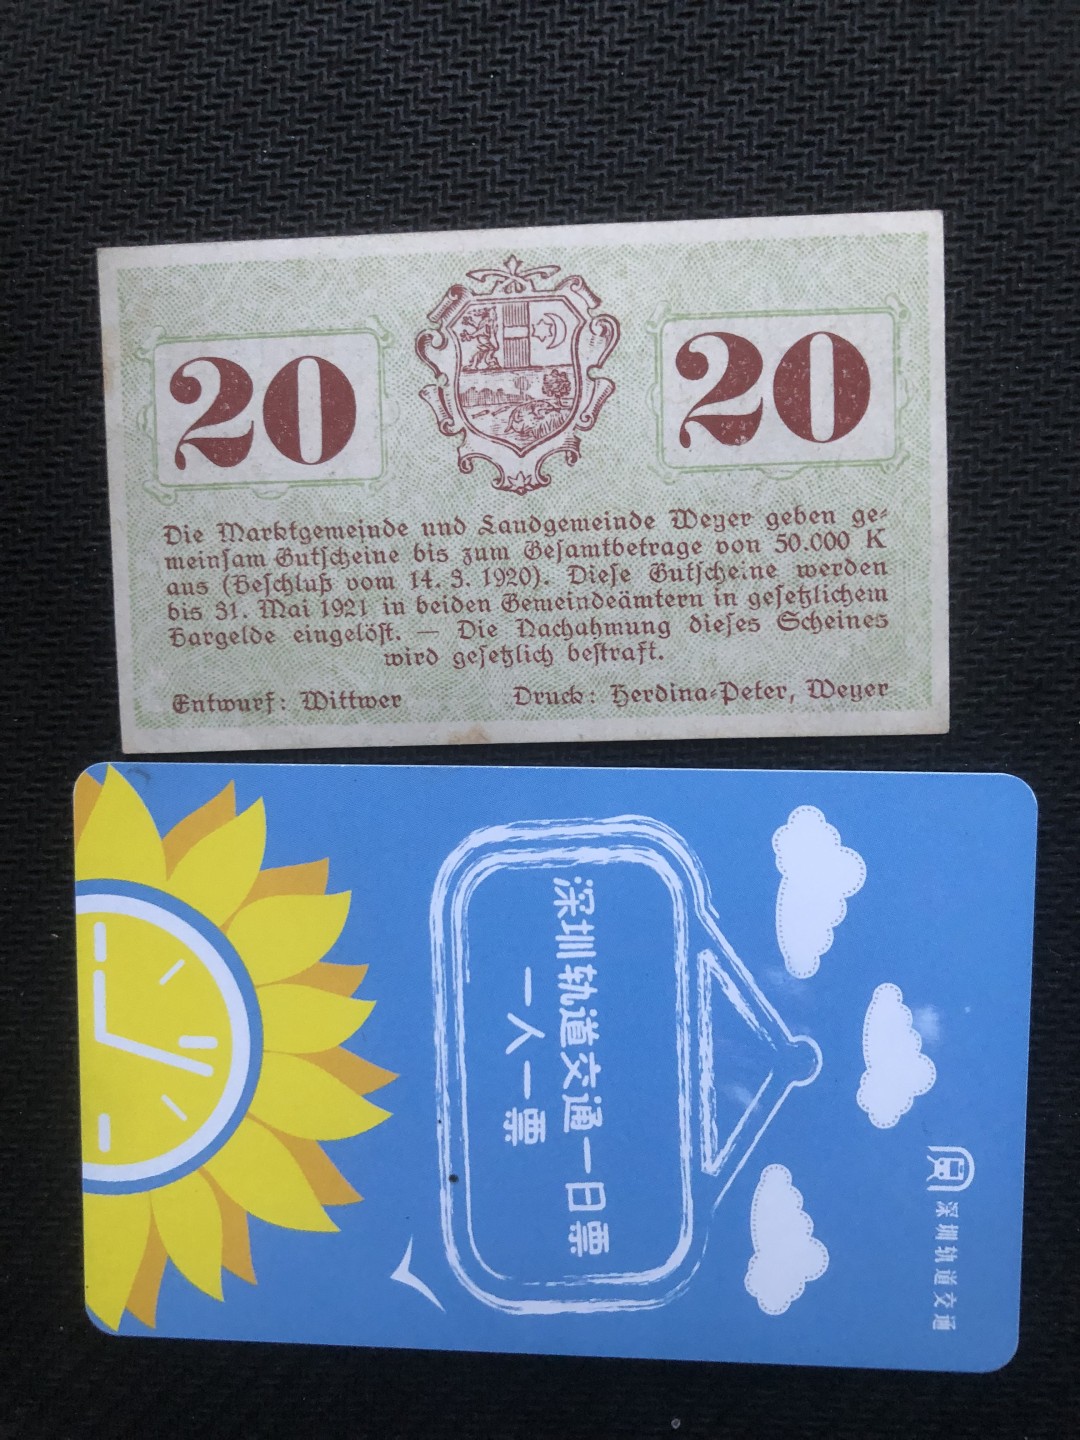 20
20
Die Marktgemeinde und Landgemeinde Weyer geben ge-
meinsam Gutscheine bis zum Gesamtbetrage von 50.000 K
aus (Beschluß vom 14. 3. 1920). Diese Gutscheine werden
bis 31. Mai 1921 in beiden Gemeindeämtern in gesetzlichem
Bargelde eingelöst. — Die Nachahmung dieses Scheines
wird gesetzlich bestraft.
Entwurf: Wittwer
Druck: Herdina-Peter, Weyer
深圳轨道交通
深圳轨道交通一日票
一人一票